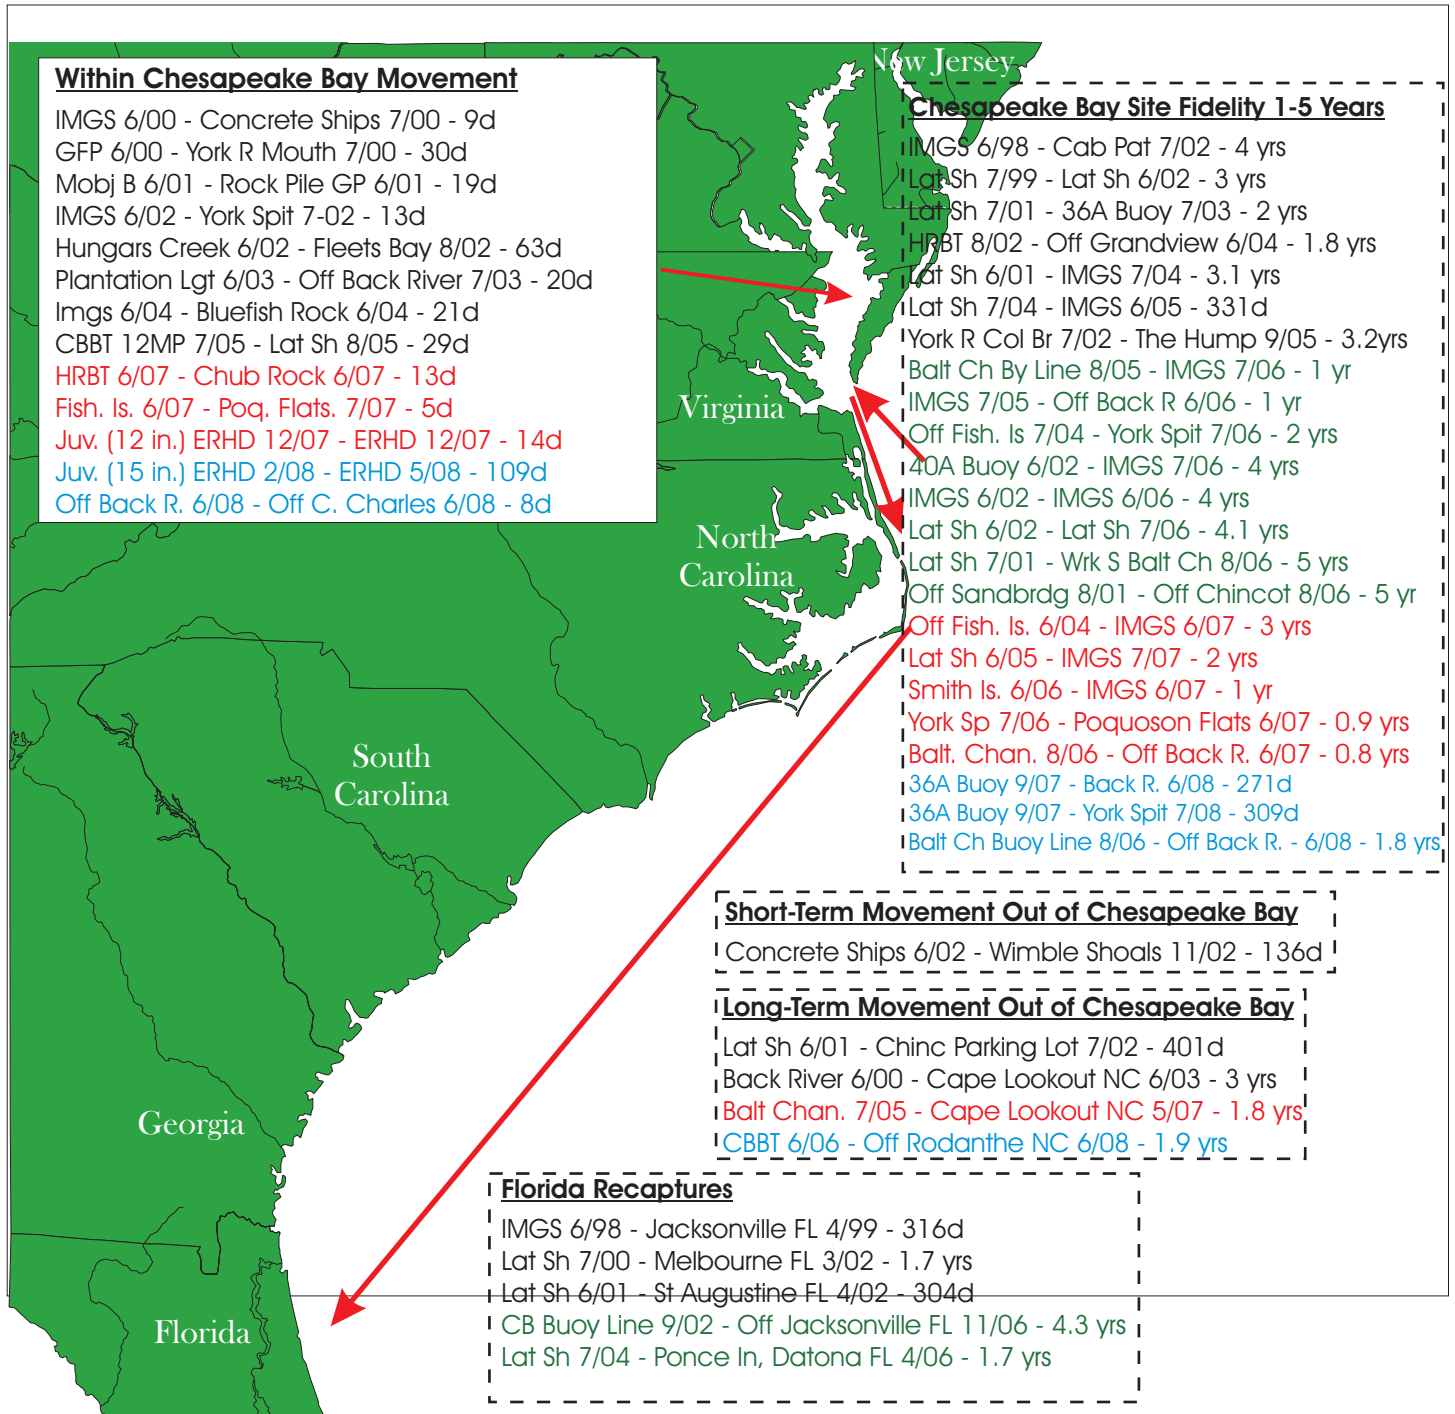 New Jersey
Within Chesapeake Bay Movement
IMGS 6/00 - Concrete Ships 7/00 - 9d
GFP 6/00 - York R Mouth 7/00 - 30d
Mobj B 6/01 - Rock Pile GP 6/01 - 19d
IMGS 6/02 - York Spit 7-02 - 13d
Hungars Creek 6/02 - Fleets Bay 8/02 - 63d
Plantation Lgt 6/03 - Off Back River 7/03 - 20d
Imgs 6/04 - Bluefish Rock 6/04 - 21d
CBBT 12MP 7/05 - Lat Sh 8/05 - 29d
HRBT 6/07 - Chub Rock 6/07 - 13d
Fish. Is. 6/07 - Poq. Flats. 7/07 - 5d
Juv. (12 in.) ERHD 12/07 - ERHD 12/07 - 14d
Juv. (15 in.) ERHD 2/08 - ERHD 5/08 - 109d
Off Back R. 6/08 - Off C. Charles 6/08 - 8d
Chesapeake Bay Site Fidelity 1-5 Years
IMGS 6/98 - Cab Pat 7/02 - 4 yrs
Lat Sh 7/99 - Lat Sh 6/02 - 3 yrs
Lat Sh 7/01 - 36A Buoy 7/03 - 2 yrs
HRBT 8/02 - Off Grandview 6/04 - 1.8 yrs
Lat Sh 6/01 - IMGS 7/04 - 3.1 yrs
Lat Sh 7/04 - IMGS 6/05 - 331d
York R Col Br 7/02 - The Hump 9/05 - 3.2yrs
Balt Ch By Line 8/05 - IMGS 7/06 - 1 yr
IMGS 7/05 - Off Back R 6/06 - 1 yr
Off Fish. Is 7/04 - York Spit 7/06 - 2 yrs
40A Buoy 6/02 - IMGS 7/06 - 4 yrs
IMGS 6/02 - IMGS 6/06 - 4 yrs
Lat Sh 6/02 - Lat Sh 7/06 - 4.1 yrs
Lat Sh 7/01 - Wrk S Balt Ch 8/06 - 5 yrs
Off Sandbrdg 8/01 - Off Chincot 8/06 - 5 yr
Off Fish. Is. 6/04 - IMGS 6/07 - 3 yrs
Lat Sh 6/05 - IMGS 7/07 - 2 yrs
Smith Is. 6/06 - IMGS 6/07 - 1 yr
York Sp 7/06 - Poquoson Flats 6/07 - 0.9 yrs
Balt. Chan. 8/06 - Off Back R. 6/07 - 0.8 yrs
36A Buoy 9/07 - Back R. 6/08 - 271d
36A Buoy 9/07 - York Spit 7/08 - 309d
Balt Ch Buoy Line 8/06 - Off Back R. - 6/08 - 1.8 yrs
Virginia
North
Carolina
South
Carolina
Georgia
Florida
Short-Term Movement Out of Chesapeake Bay
Concrete Ships 6/02 - Wimble Shoals 11/02 - 136d
Long-Term Movement Out of Chesapeake Bay
Lat Sh 6/01 - Chinc Parking Lot 7/02 - 401d
Back River 6/00 - Cape Lookout NC 6/03 - 3 yrs
Balt Chan. 7/05 - Cape Lookout NC 5/07 - 1.8 yrs
CBBT 6/06 - Off Rodanthe NC 6/08 - 1.9 yrs
Florida Recaptures
IMGS 6/98 - Jacksonville FL 4/99 - 316d
Lat Sh 7/00 - Melbourne FL 3/02 - 1.7 yrs
Lat Sh 6/01 - St Augustine FL 4/02 - 304d
CB Buoy Line 9/02 - Off Jacksonville FL 11/06 - 4.3 yrs
Lat Sh 7/04 - Ponce In, Datona FL 4/06 - 1.7 yrs